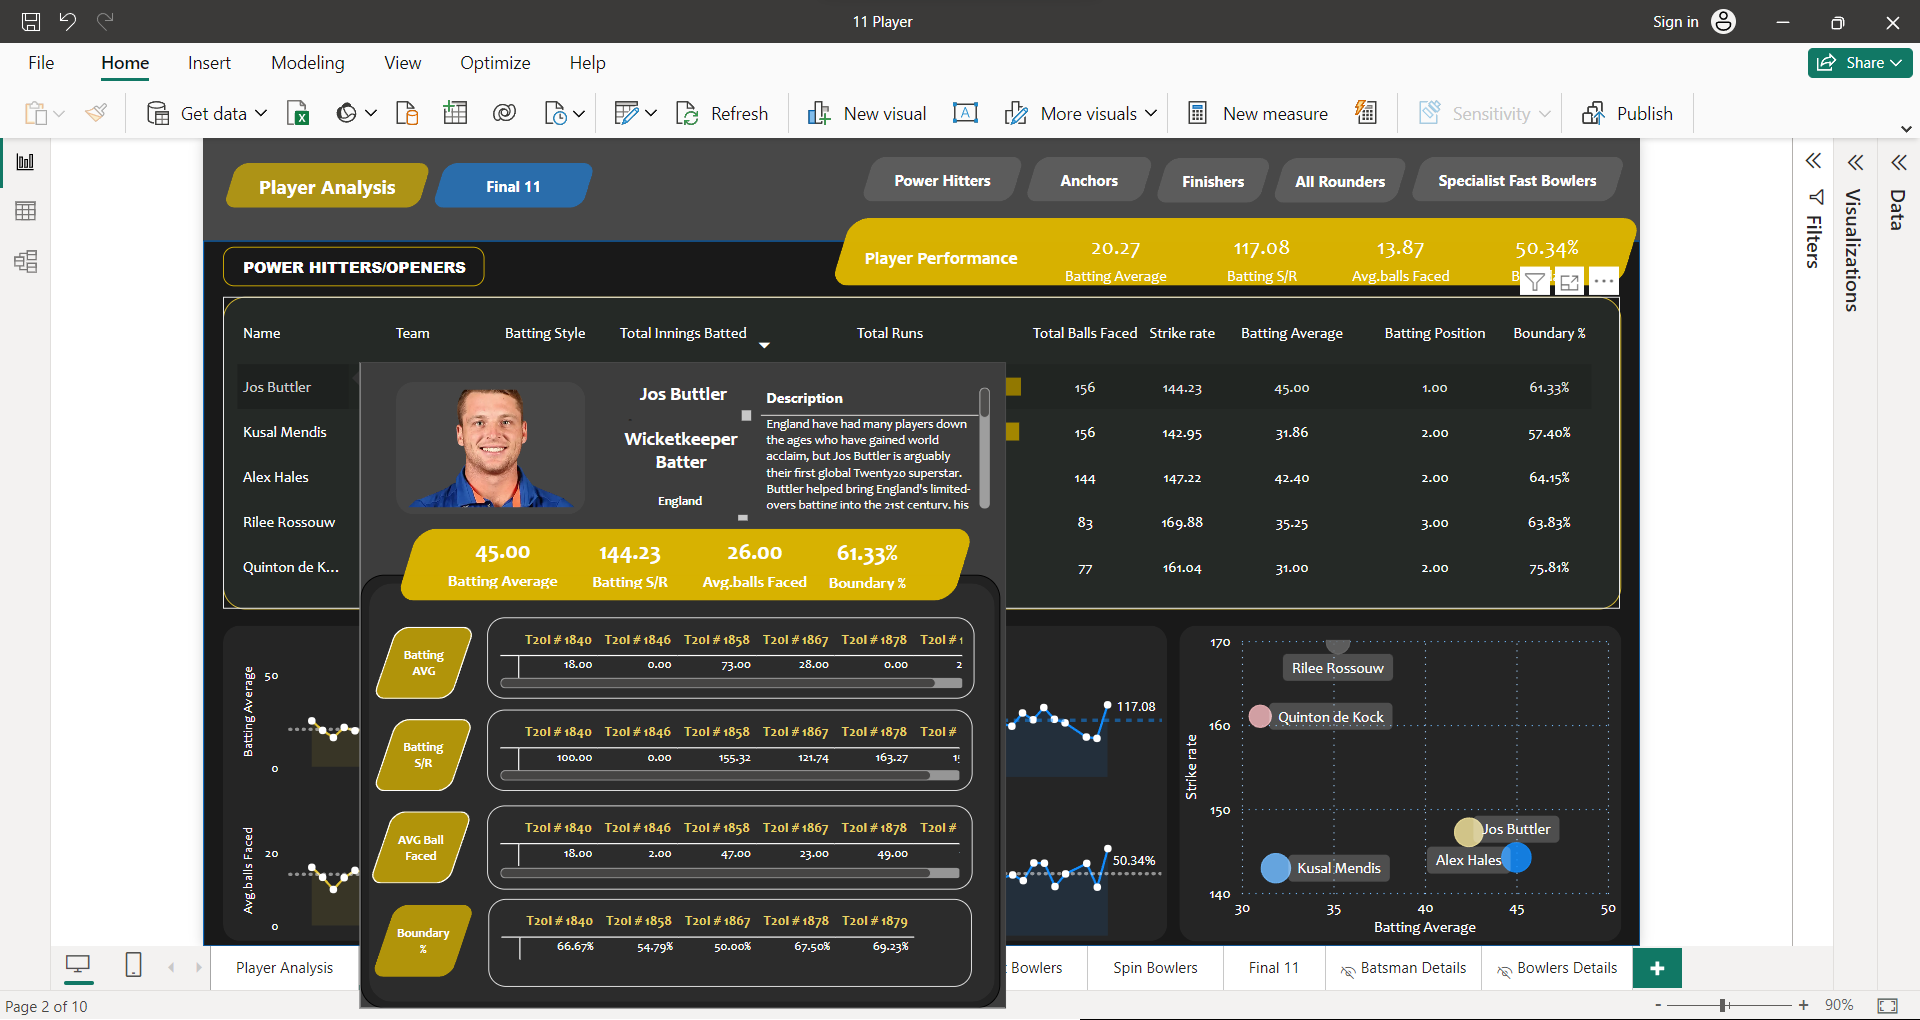 11 Player
Sign in
File Home Insert Modeling View Optimize Help
Share
Get data
Refresh
New visual
A
More visuals
New measure
Sensitivity
Publish
Player Analysis
Final 11
Power Hitters
Anchors
Finishers
All Rounders
Specialist Fast Bowlers
Filters
Visualizations
Data
POWER HITTERS/OPENERS
Player Performance
20.27 117.08 13.87 50.34%
Batting Average Batting S/R Avg.balls Faced
Name Team Batting Style Total Innings Batted Total Runs Total Balls Faced Strike rate Batting Average Batting Position Boundary %
Jos Buttler 156 144.23 45.00 1.00 61.33%
Kusal Mendis 156 142.95 31.86 2.00 57.40%
Alex Hales 144 147.22 42.40 2.00 64.15%
Rilee Rossouw 83 169.88 35.25 3.00 63.83%
Quinton de K... 77 161.04 31.00 2.00 75.81%
Jos Buttler
Wicketkeeper
Batter
England
Description
England have had many players down
the ages who have gained world
acclaim, but Jos Buttler is arguably
their first global Twenty20 superstar.
Buttler helped bring England's limited-
overs batting into the 21st century, his
45.00 144.23 26.00 61.33%
Batting Average Batting S/R Avg.balls Faced Boundary %
Batting
AVG
T20I # 1840 T20I # 1846 T20I # 1858 T20I # 1867 T20I # 1878 T20I # 1
18.00 0.00 73.00 28.00 0.00 2
Batting
S/R
T20I # 1840 T20I # 1846 T20I # 1858 T20I # 1867 T20I # 1878 T20I #
100.00 0.00 155.32 121.74 163.27
AVG Ball
Faced
T20I # 1840 T20I # 1846 T20I # 1858 T20I # 1867 T20I # 1878 T20I #
18.00 2.00 47.00 23.00 49.00
Boundary
%
T20I # 1840 T20I # 1858 T20I # 1867 T20I # 1878 T20I # 1879
66.67% 54.79% 50.00% 67.50% 69.23%
Batting Average
50
0
Avg.balls Faced
20
0
117.08
50.34%
Strike rate
170
160
150
140
30 35 40 45 50
Batting Average
Rilee Rossouw
Quinton de Kock
Jos Buttler
Alex Hales
Kusal Mendis
Player Analysis
Bowlers
Spin Bowlers
Final 11
Batsman Details
Bowlers Details
+
Page 2 of 10
- + 90%